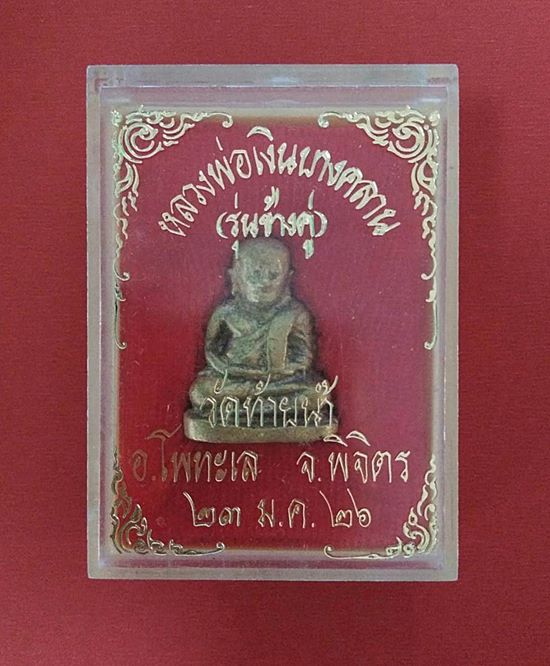 หลวงพ่อเงินบางคลาน
(รุ่นช้างคู่)
วัดท้ายน้ำ
อ.โพทะเล จ.พิจิตร
๒๓ ม.ค. ๒๖